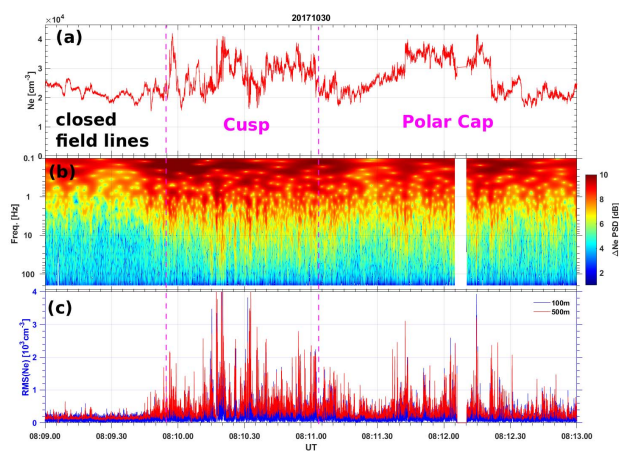 20171030
×10⁴
(a)
4
3
2
1
0
Ne [cm⁻³]
closed
field lines
Cusp
Polar Cap
(b)
0.1
1
10
100
Freq. [Hz]
10
8
6
4
2
ΔNe PSD [dB]
(c)
100m
500m
4
3
2
1
0
RMS(Ne) [10³cm⁻³]
08:09.00 08:09.30 08:10.00 08:10.30 08:11.00 08:11.30 08:12.00 08:12.30 08:13.00
UT